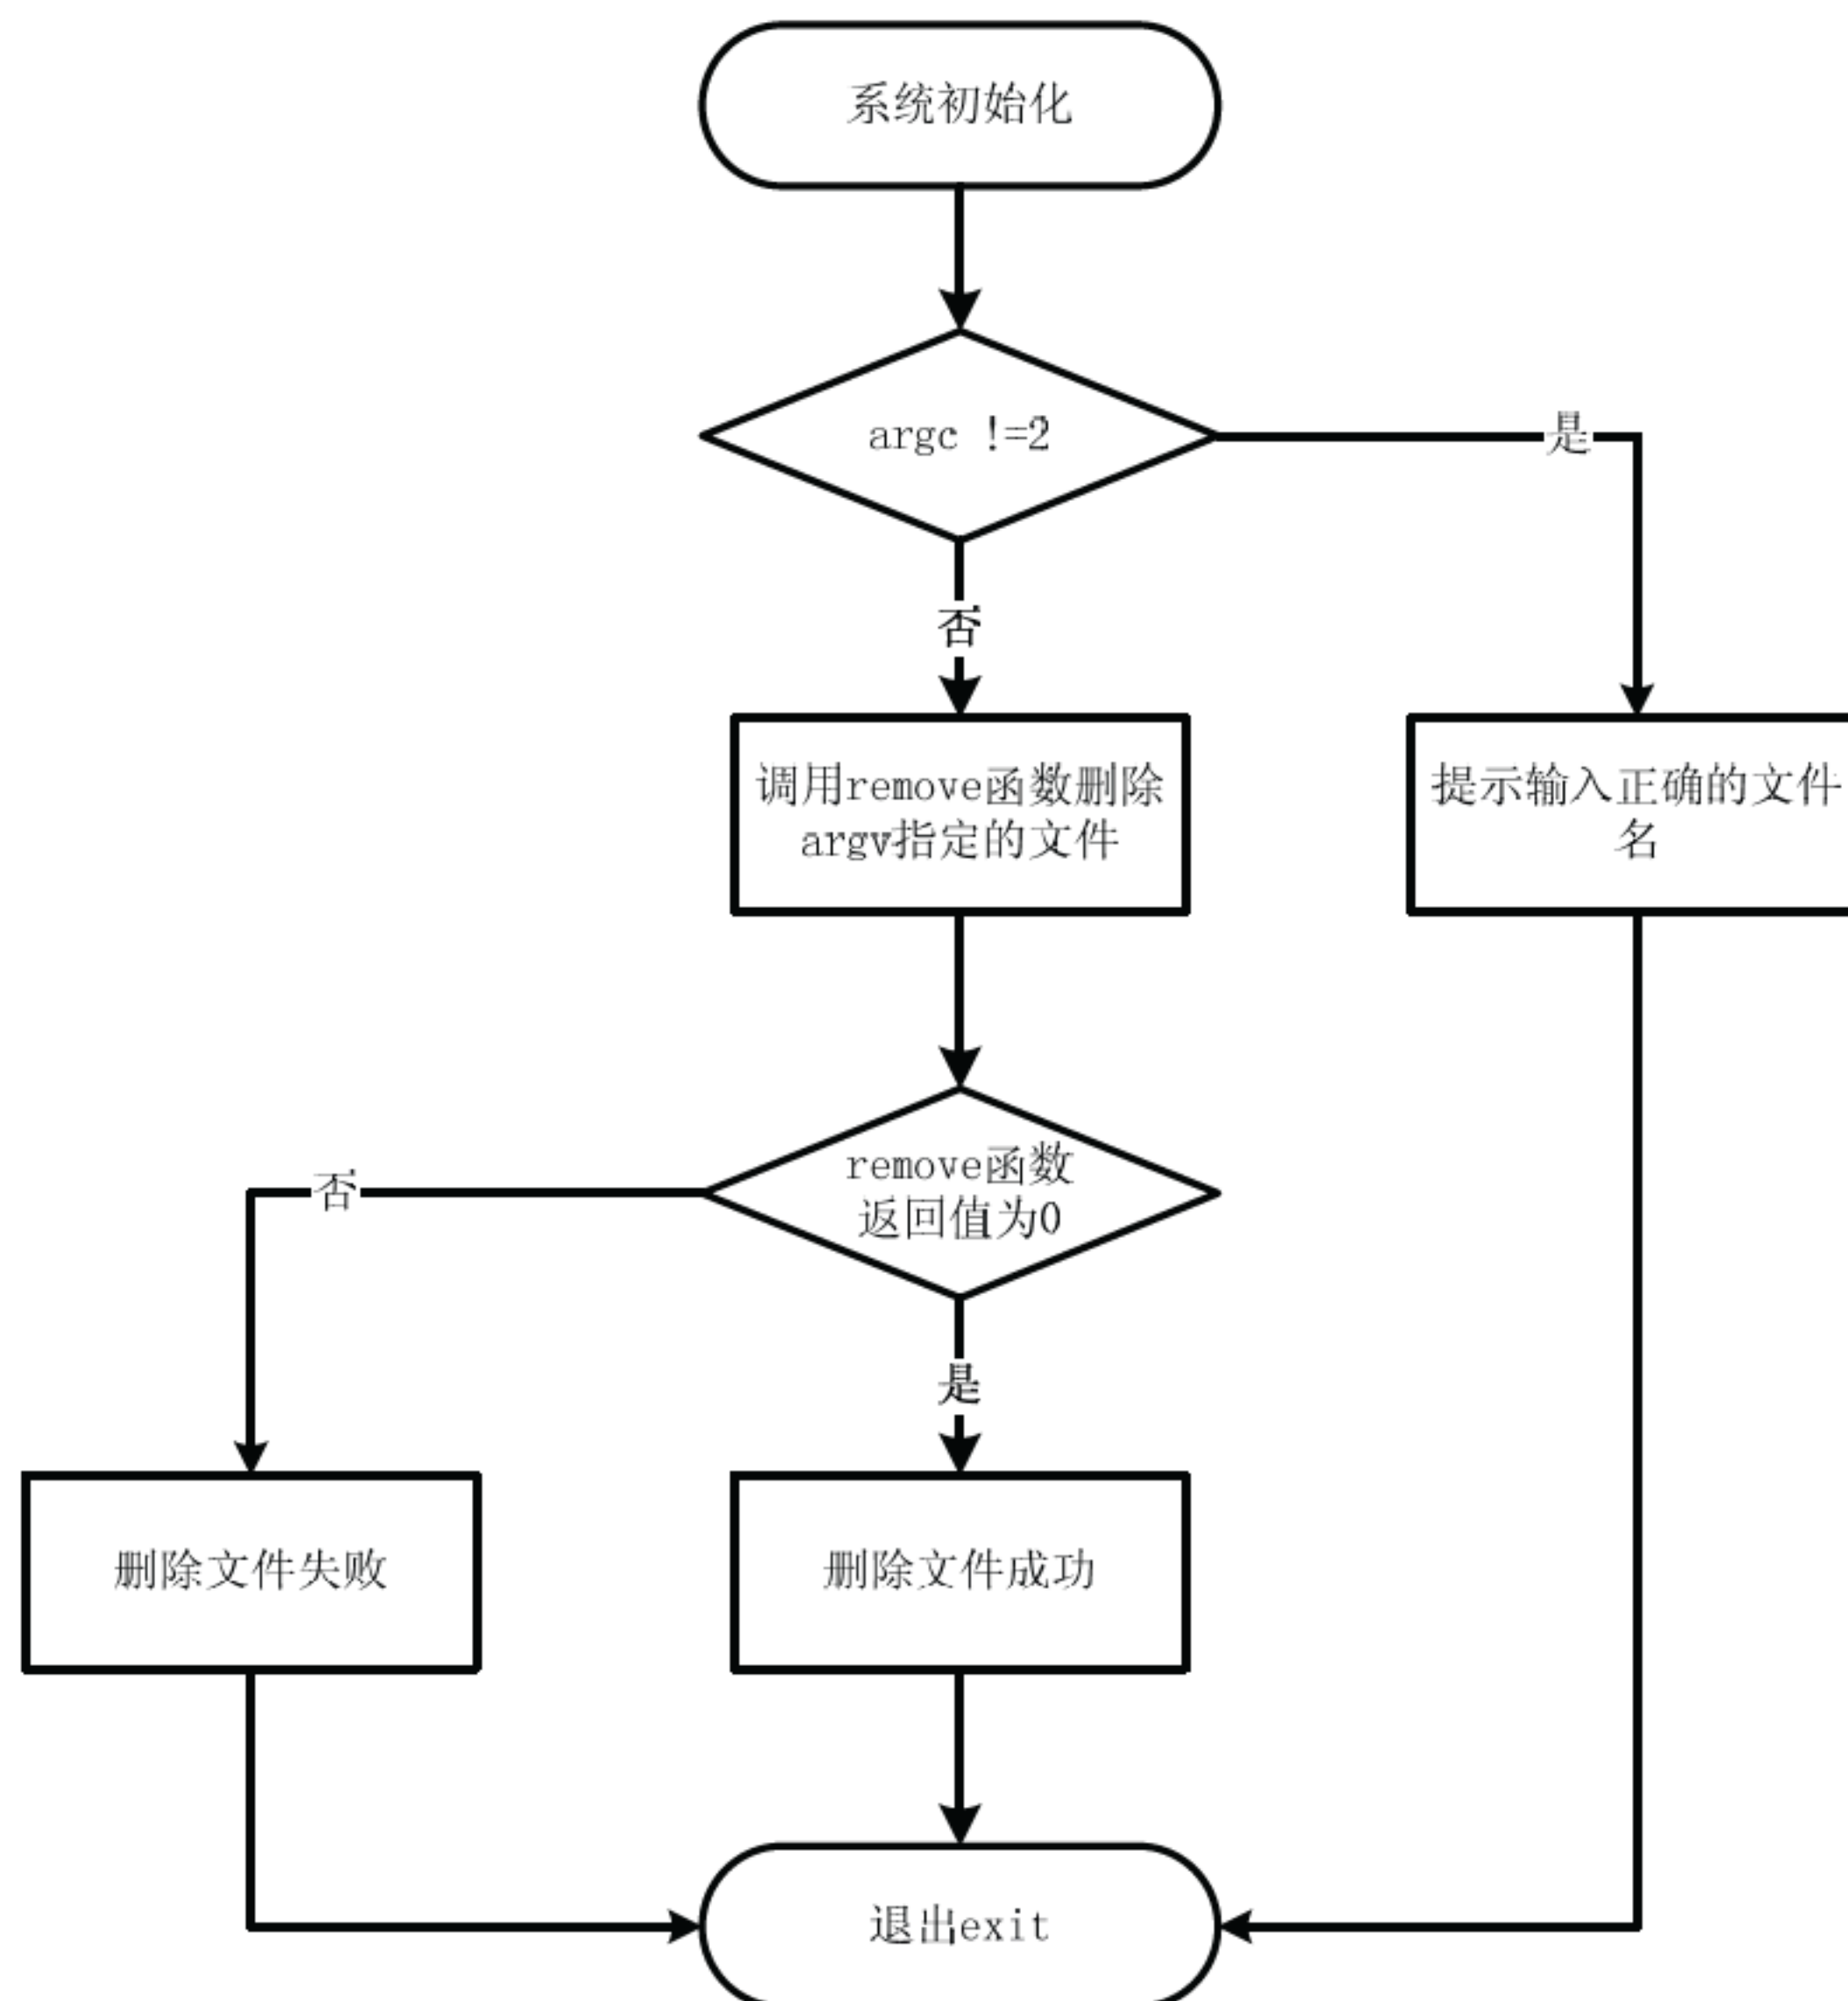 系统初始化
argc !=2
是
否
调用remove函数删除
argv指定的文件
提示输入正确的文件
名
remove函数
返回值为0
否
是
删除文件失败
删除文件成功
退出exit